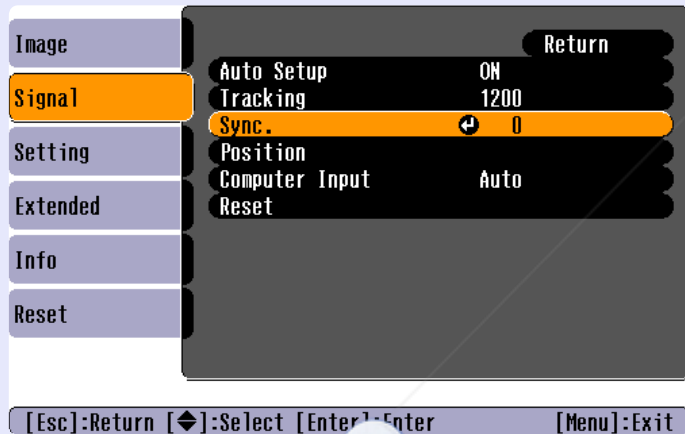 Image
Signal
Setting
Extended
Info
Reset
Return
Auto Setup ON
Tracking 1200
Sync. 0
Position
Computer Input Auto
Reset
[Esc]:Return [◆]:Select [Enter]:Enter [Menu]:Exit